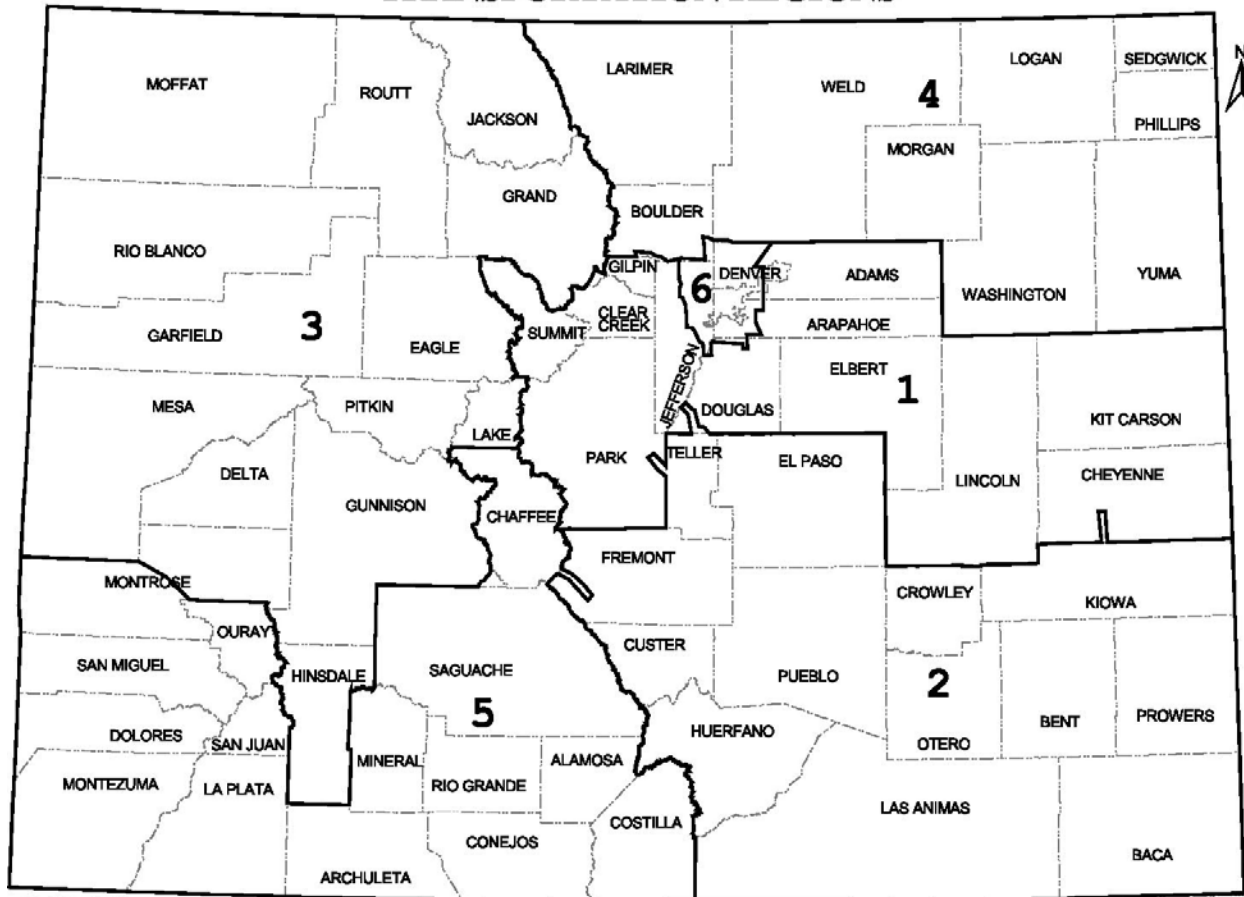 N
MOFFAT
ROUTT
JACKSON
LARIMER
WELD
4
LOGAN
SEDGWICK
PHILLIPS
MORGAN
GRAND
BOULDER
RIO BLANCO
GILPIN
6
DENVER
ADAMS
WASHINGTON
YUMA
GARFIELD
3
EAGLE
SUMMIT
CLEAR
CREEK
ARAPAHOE
JEFFERSON
ELBERT
1
MESA
PITKIN
LAKE
DOUGLAS
KIT CARSON
DELTA
GUNNISON
CHAFFEE
PARK
TELLER
EL PASO
LINCOLN
CHEYENNE
MONTROSE
FREMONT
CROWLEY
KIOWA
OURAY
SAN MIGUEL
HINSDALE
SAGUACHE
5
CUSTER
PUEBLO
2
BENT
PROWERS
DOLORES
SAN JUAN
HUERFANO
OTERO
MONTEZUMA
LA PLATA
MINERAL
RIO GRANDE
ALAMOSA
COSTILLA
LAS ANIMAS
CONEJOS
ARCHULETA
BACA